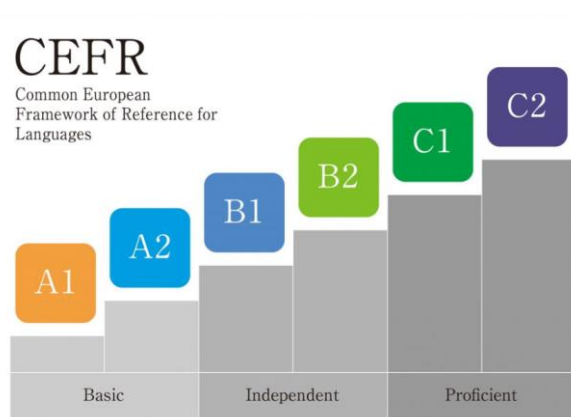 CEFR
Common European
Framework of Reference for
Languages
A1
A2
B1
B2
C1
C2
Basic
Independent
Proficient